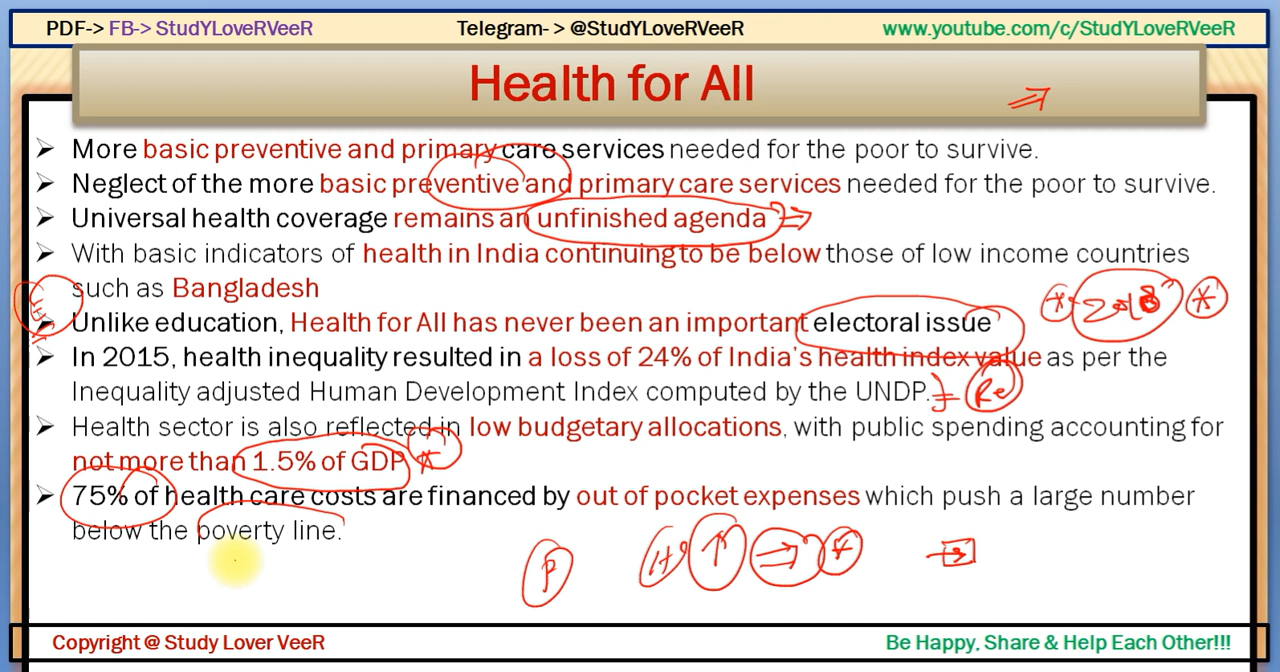 PDF-> FB-> StudYLoveRVeeR Telegram- > @StudYLoveRVeeR www.youtube.com/c/StudYLoveRVeeR
Health for All
➢ More basic preventive and primary care services needed for the poor to survive.
➢ Neglect of the more basic preventive and primary care services needed for the poor to survive.
➢ Universal health coverage remains an unfinished agenda
➢ With basic indicators of health in India continuing to be below those of low income countries
such as Bangladesh
➢ Unlike education, Health for All has never been an important electoral issue
2018
➢ In 2015, health inequality resulted in a loss of 24% of India's health index value as per the
Inequality adjusted Human Development Index computed by the UNDP.
➢ Health sector is also reflected in low budgetary allocations, with public spending accounting for
not more than 1.5% of GDP
➢ 75% of health care costs are financed by out of pocket expenses which push a large number
below the poverty line.
P
Copyright @ Study Lover VeeR Be Happy, Share & Help Each Other!!!